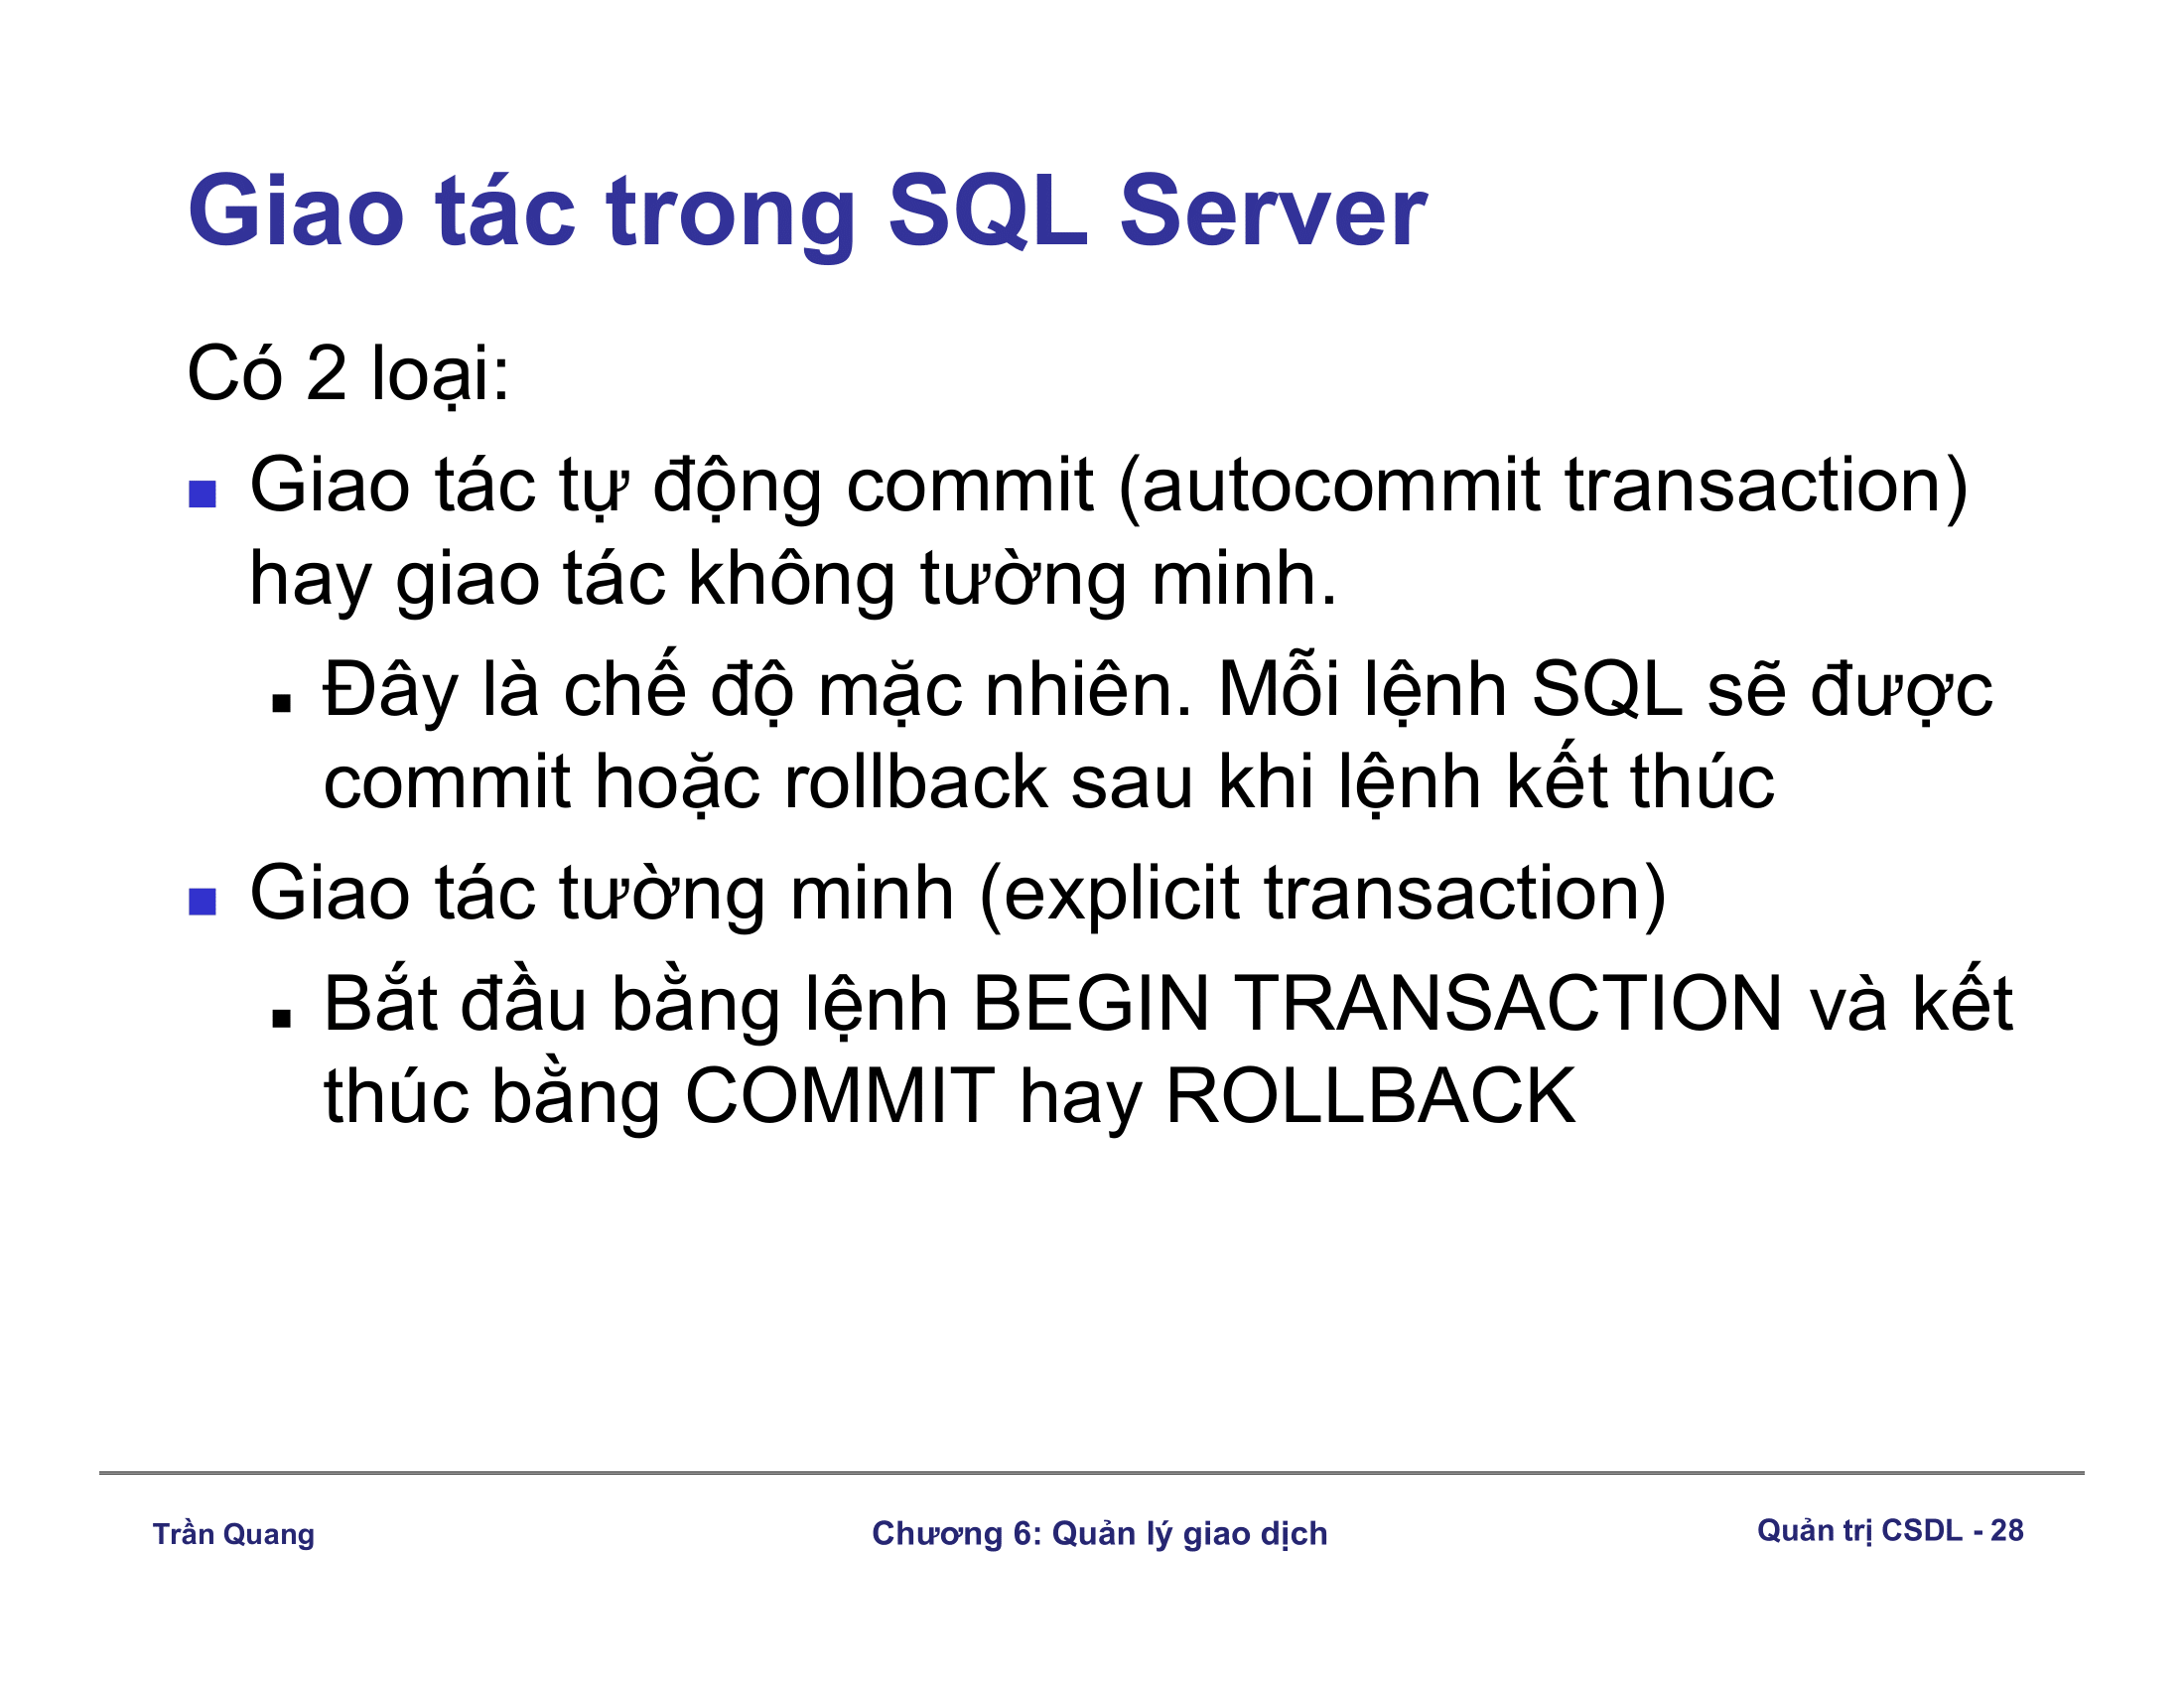 Giao tác trong SQL Server
Có 2 loại:
Giao tác tự động commit (autocommit transaction)
hay giao tác không tường minh.
Đây là chế độ mặc nhiên. Mỗi lệnh SQL sẽ được
commit hoặc rollback sau khi lệnh kết thúc
Giao tác tường minh (explicit transaction)
Bắt đầu bằng lệnh BEGIN TRANSACTION và kết
thúc bằng COMMIT hay ROLLBACK
Trần Quang
Chương 6: Quản lý giao dịch
Quản trị CSDL - 28